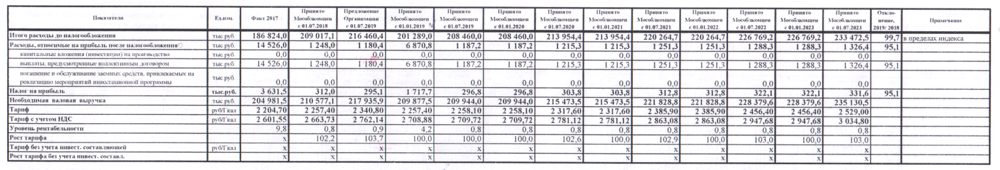 Показатели Ед.изм. Факт 2017 Принято Мособлкомцен с 01.07.2018 Предложение Организации с 01.07.2019 Принято Мособлкомцен с 01.01.2019 Принято Мособлкомцен с 01.07.2019 Принято Мособлкомцен с 01.01.2020 Принято Мособлкомцен с 01.07.2020 Принято Мособлкомцен с 01.01.2021 Принято Мособлкомцен с 01.07.2021 Принято Мособлкомцен с 01.01.2022 Принято Мособлкомцен с 01.07.2022 Принято Мособлкомцен с 01.01.2023 Принято Мособлкомцен с 01.07.2023 Откло-нение, 2019/ 2018 Примечание
Итого расходы до налогообложения тыс руб. 186 824,0 209 017,1 216 460,4 201 289,0 208 460,0 208 460,0 213 954,4 213 954,4 220 264,7 220 264,7 226 769,2 226 769,2 233 472,5 99,7 в пределах индекса
Расходы, относимые на прибыль после налогообложения тыс руб. 14 526,0 1 248,0 1 180,4 6 870,8 1 187,2 1 187,2 1 215,3 1 215,3 1 251,3 1 251,3 1 288,3 1 288,3 1 326,4 95,1
капитальные вложения (инвестиции) на производство тыс руб. 0,0 0,0 0,0 0,0 0,0 0,0 0,0 0,0 0,0 0,0 0,0 0,0 0,0
выплаты, предусмотренные коллективным договором тыс руб. 14 526,0 1 248,0 1 180,4 6 870,8 1 187,2 1 187,2 1 215,3 1 215,3 1 251,3 1 251,3 1 288,3 1 288,3 1 326,4 95,1
погашение и обслуживание заемных средств, привлекаемых на
реализацию мероприятий инвестиционной программы тыс руб. 0,0 0,0 0,0 0,0 0,0 0,0 0,0 0,0 0,0 0,0 0,0 0,0 0,0
Налог на прибыль тыс.руб. 3 631,5 312,0 295,1 1 717,7 296,8 296,8 303,8 303,8 312,8 312,8 322,1 322,1 331,6 95,1
Необходимая валовая выручка тыс руб. 204 981,5 210 577,1 217 935,9 209 877,5 209 944,0 209 944,0 215 473,5 215 473,5 221 828,8 221 828,8 228 379,6 228 379,6 235 130,5
Тариф руб/Гкал 2 204,70 2 257,40 2 340,80 2 257,40 2 258,10 2 258,10 2 317,60 2 317,60 2 385,90 2 385,90 2 456,40 2 456,40 2 529,00
Тариф с учетом НДС руб/Гкал 2 601,55 2 663,73 2 762,14 2 708,88 2 709,72 2 709,72 2 781,12 2 781,12 2 863,08 2 863,08 2 947,68 2 947,68 3 034,80
Уровень рентабельности 9,8 0,8 0,9 4,2 0,8 0,8 0,8 0,8 0,8 0,8 0,8 0,8 0,8
Рост тарифа х 102,2 103,7 100,0 100,0 100,0 102,6 100,0 102,9 100,0 103,0 100,0 103,0
Тариф без учета инвест. составляющей руб/Гкал х х х х х х х х х х х х х
Рост тарифа без учета инвест. составл. х х х х х х х х х х х х х